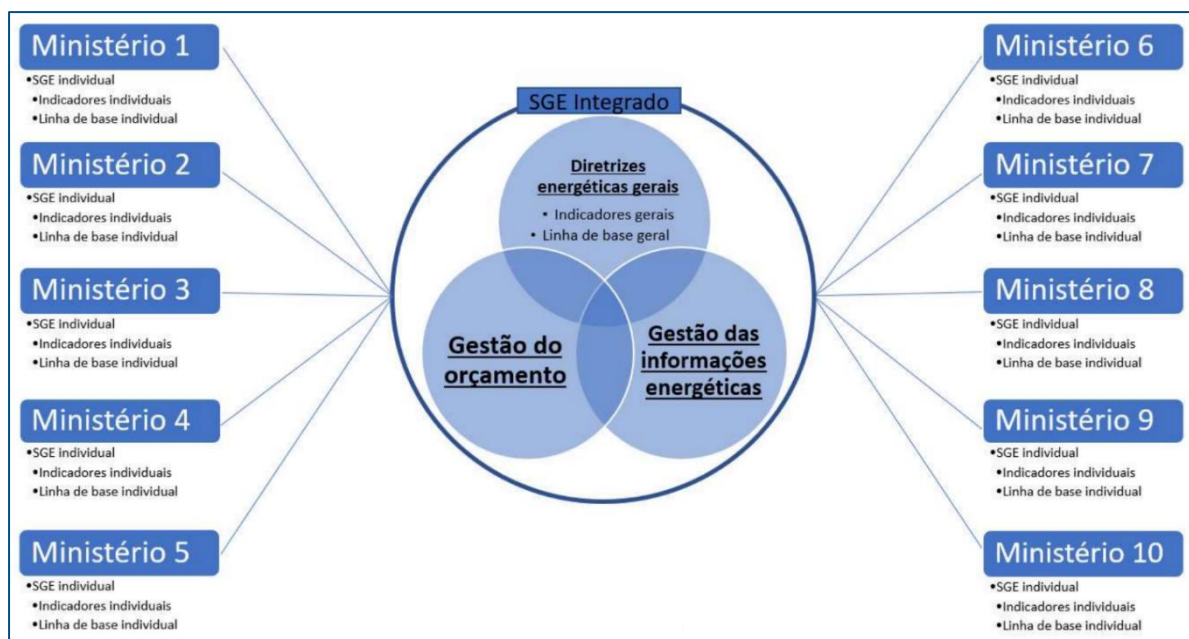 Ministério 1
•SGE individual
•Indicadores individuais
•Linha de base individual
Ministério 2
•SGE individual
•Indicadores individuais
•Linha de base individual
Ministério 3
•SGE individual
•Indicadores individuais
•Linha de base individual
Ministério 4
•SGE individual
•Indicadores individuais
•Linha de base individual
Ministério 5
•SGE individual
•Indicadores individuais
•Linha de base individual
SGE Integrado
Diretrizes
energéticas gerais
• Indicadores gerais
• Linha de base geral
Gestão do
orçamento
Gestão das
informações
energéticas
Ministério 6
•SGE individual
•Indicadores individuais
•Linha de base individual
Ministério 7
•SGE individual
•Indicadores individuais
•Linha de base individual
Ministério 8
•SGE individual
•Indicadores individuais
•Linha de base individual
Ministério 9
•SGE individual
•Indicadores individuais
•Linha de base individual
Ministério 10
•SGE individual
•Indicadores individuais
•Linha de base individual